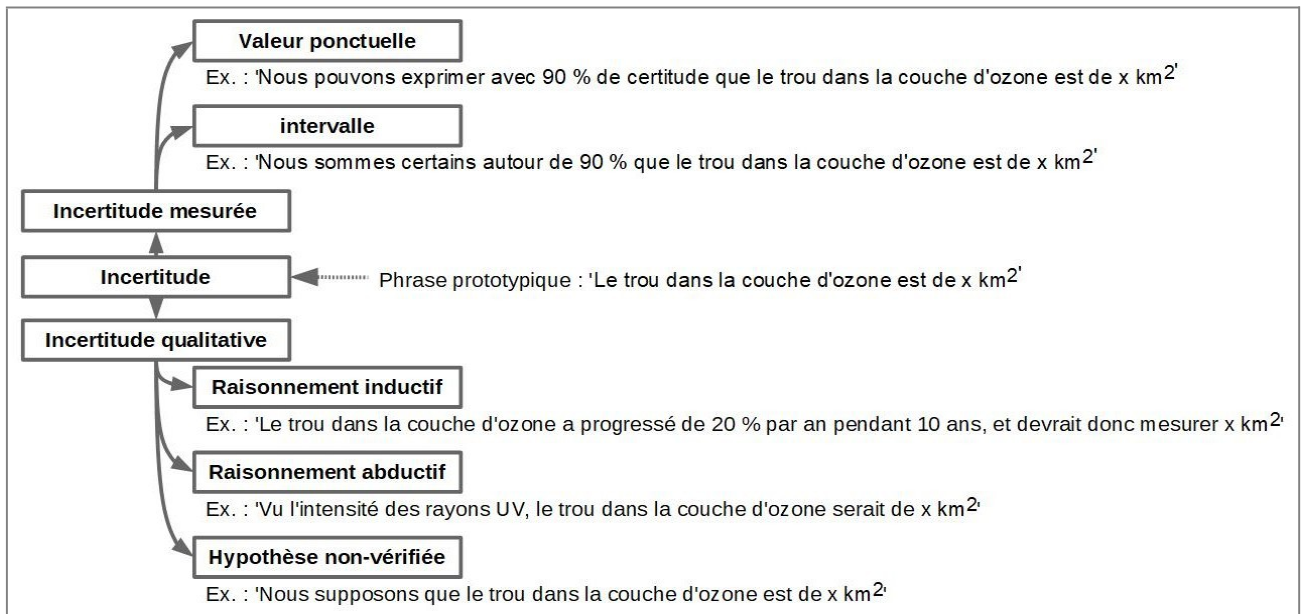 Valeur ponctuelle
Ex. : 'Nous pouvons exprimer avec 90 % de certitude que le trou dans la couche d'ozone est de x km2'
intervalle
Ex. : 'Nous sommes certains autour de 90 % que le trou dans la couche d'ozone est de x km2'
Incertitude mesurée
Incertitude
Phrase prototypique : 'Le trou dans la couche d'ozone est de x km2'
Incertitude qualitative
Raisonnement inductif
Ex. : 'Le trou dans la couche d'ozone a progressé de 20 % par an pendant 10 ans, et devrait donc mesurer x km2'
Raisonnement abductif
Ex. : 'Vu l'intensité des rayons UV, le trou dans la couche d'ozone serait de x km2'
Hypothèse non-vérifiée
Ex. : 'Nous supposons que le trou dans la couche d'ozone est de x km2'